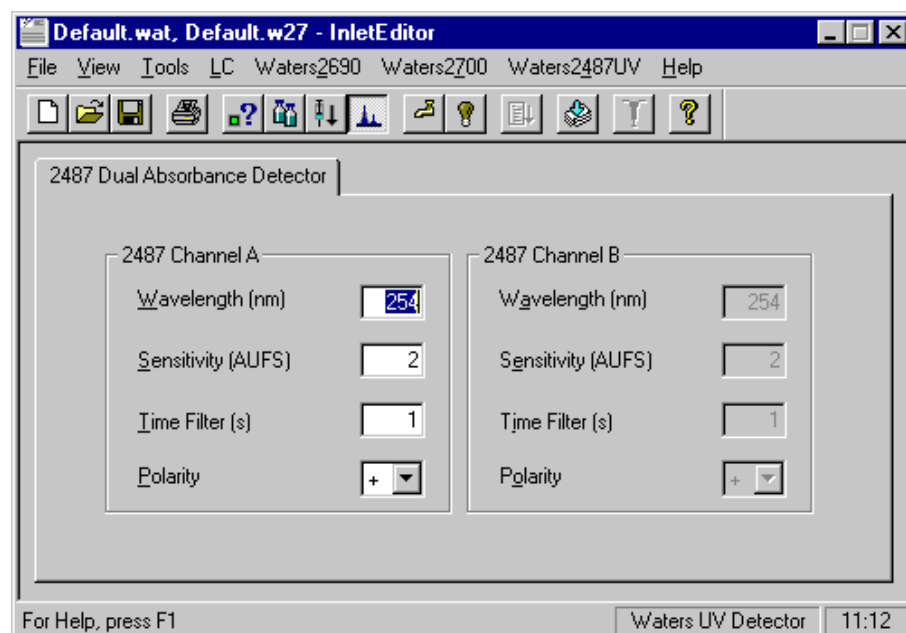 Default.wat, Default.w27 - InletEditor
File View Tools LC Waters2690 Waters2700 Waters2487UV Help
2487 Dual Absorbance Detector
2487 Channel A
Wavelength (nm) 254
Sensitivity (AUFS) 2
Time Filter (s) 1
Polarity +
2487 Channel B
Wavelength (nm) 254
Sensitivity (AUFS) 2
Time Filter (s) 1
Polarity +
For Help, press F1 Waters UV Detector 11:12